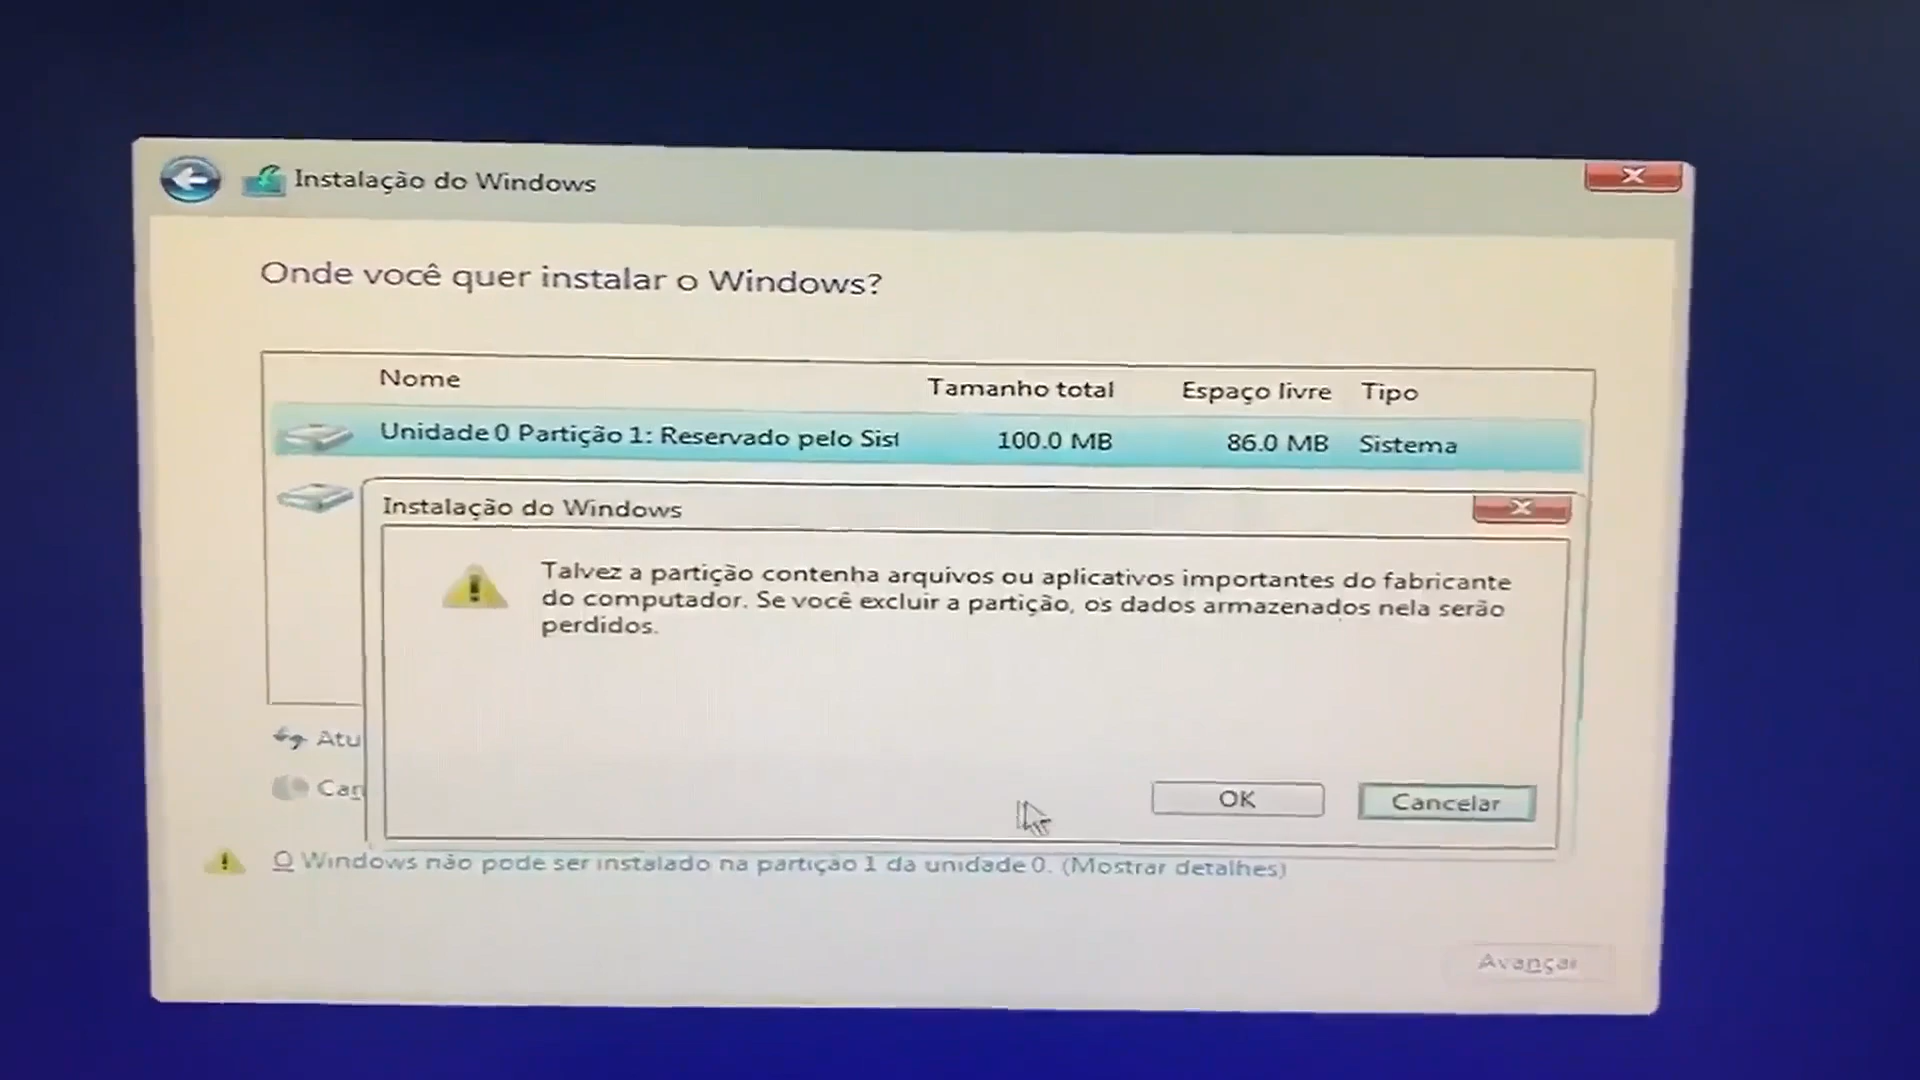 Instalação do Windows
Onde você quer instalar o Windows?
Nome Tamanho total Espaço livre Tipo
Unidade 0 Partição 1: Reservado pelo Sist 100.0 MB 86.0 MB Sistema
Instalação do Windows
Talvez a partição contenha arquivos ou aplicativos importantes do fabricante
do computador. Se você excluir a partição, os dados armazenados nela serão
perdidos.
Atu
Car
OK Cancelar
O Windows não pode ser instalado na partição 1 da unidade 0. (Mostrar detalhes)
Avançar